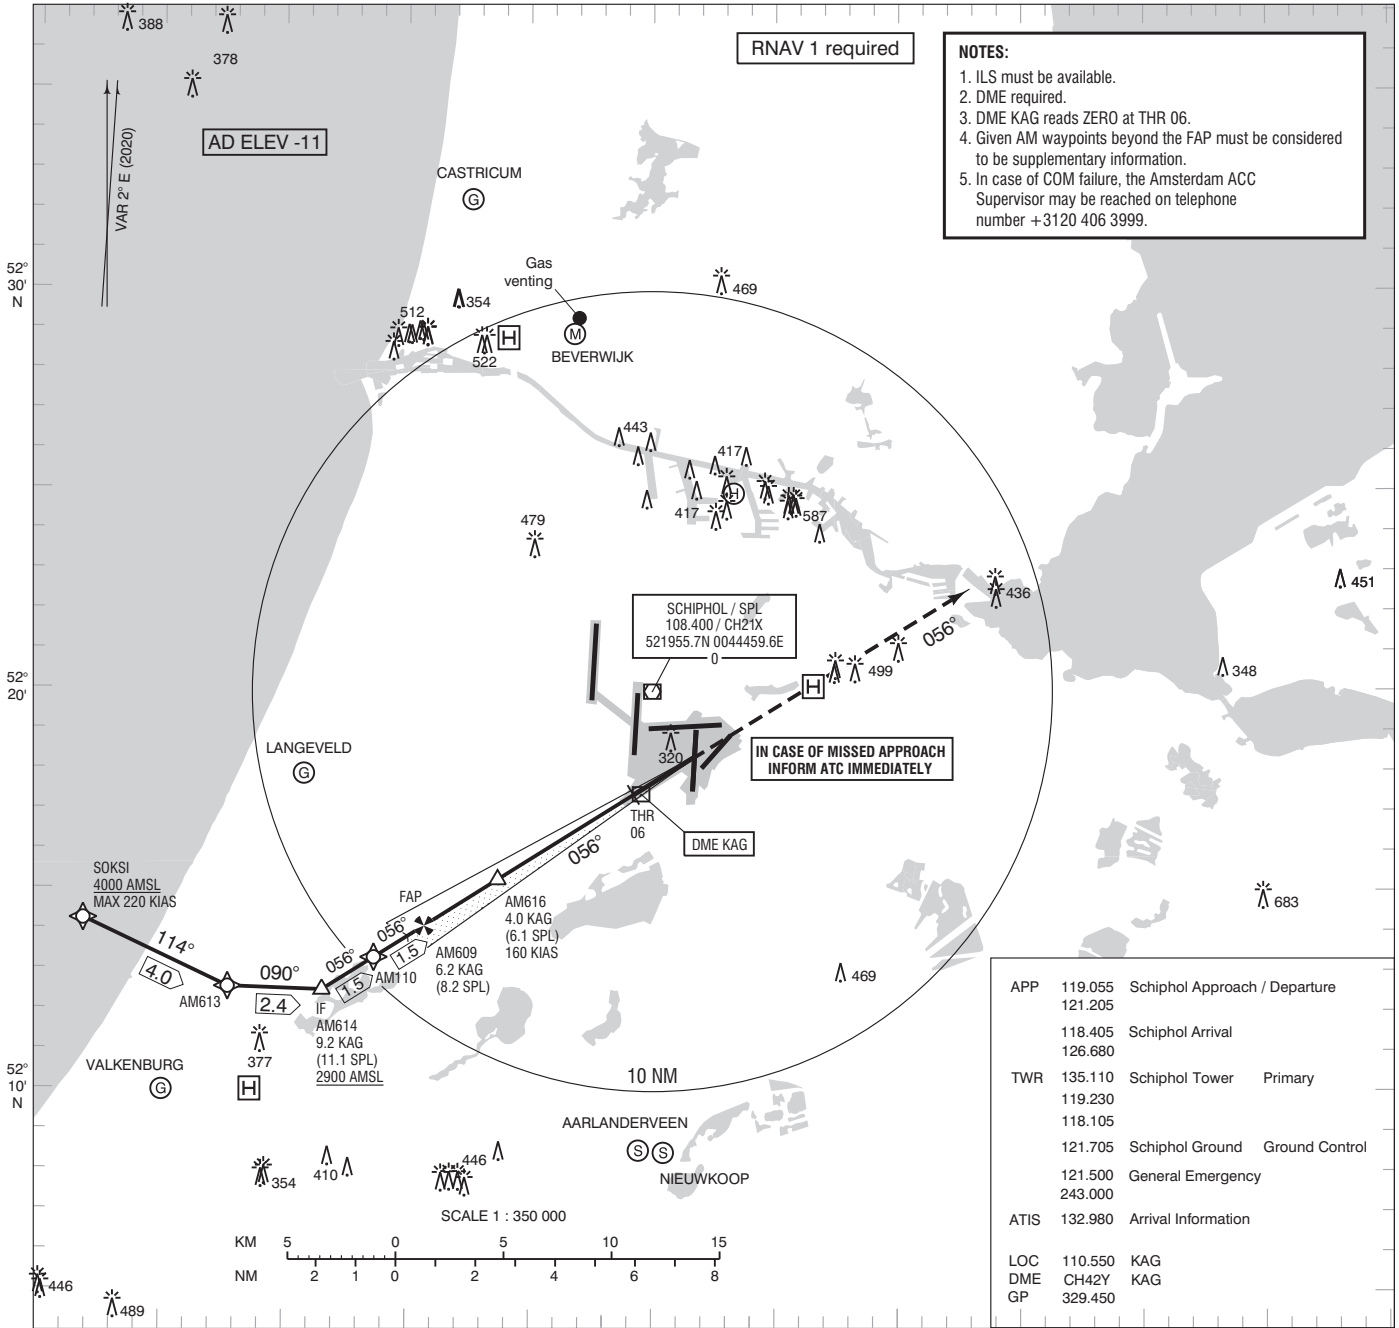 388
378
RNAV 1 required
NOTES:
1. ILS must be available.
2. DME required.
3. DME KAG reads ZERO at THR 06.
4. Given AM waypoints beyond the FAP must be considered
to be supplementary information.
5. In case of COM failure, the Amsterdam ACC
Supervisor may be reached on telephone
number +3120 406 3999.
VAR 2° E (2020)
AD ELEV -11
CASTRICUM
G
52°
30'
N
Gas
venting
469
354
512
522
H
M
BEVERWIJK
443
417
H
417
587
479
436
451
SCHIPHOL / SPL
108.400 / CH21X
521955.7N 0044459.6E
0
056°
499
348
52°
20'
H
320
IN CASE OF MISSED APPROACH
INFORM ATC IMMEDIATELY
LANGEVELD
G
THR
06
DME KAG
056°
SOKSI
4000 AMSL
MAX 220 KIAS
FAP
AM616
4.0 KAG
(6.1 SPL)
160 KIAS
683
114°
4.0
090°
056°
056°
1.5
AM609
6.2 KAG
(8.2 SPL)
AM110
1.5
469
AM613
2.4
IF
AM614
9.2 KAG
(11.1 SPL)
2900 AMSL
377
VALKENBURG
G
H
52°
10'
N
10 NM
AARLANDERVEEN
S
S
NIEUWKOOP
354
410
446
446
489
SCALE 1 : 350 000
KM 5 0 5 10 15
NM 2 1 0 2 4 6 8
APP 119.055 Schiphol Approach / Departure
121.205
118.405 Schiphol Arrival
126.680
TWR 135.110 Schiphol Tower Primary
119.230
118.105
121.705 Schiphol Ground Ground Control
121.500 General Emergency
243.000
ATIS 132.980 Arrival Information
LOC 110.550 KAG
DME CH42Y KAG
GP 329.450